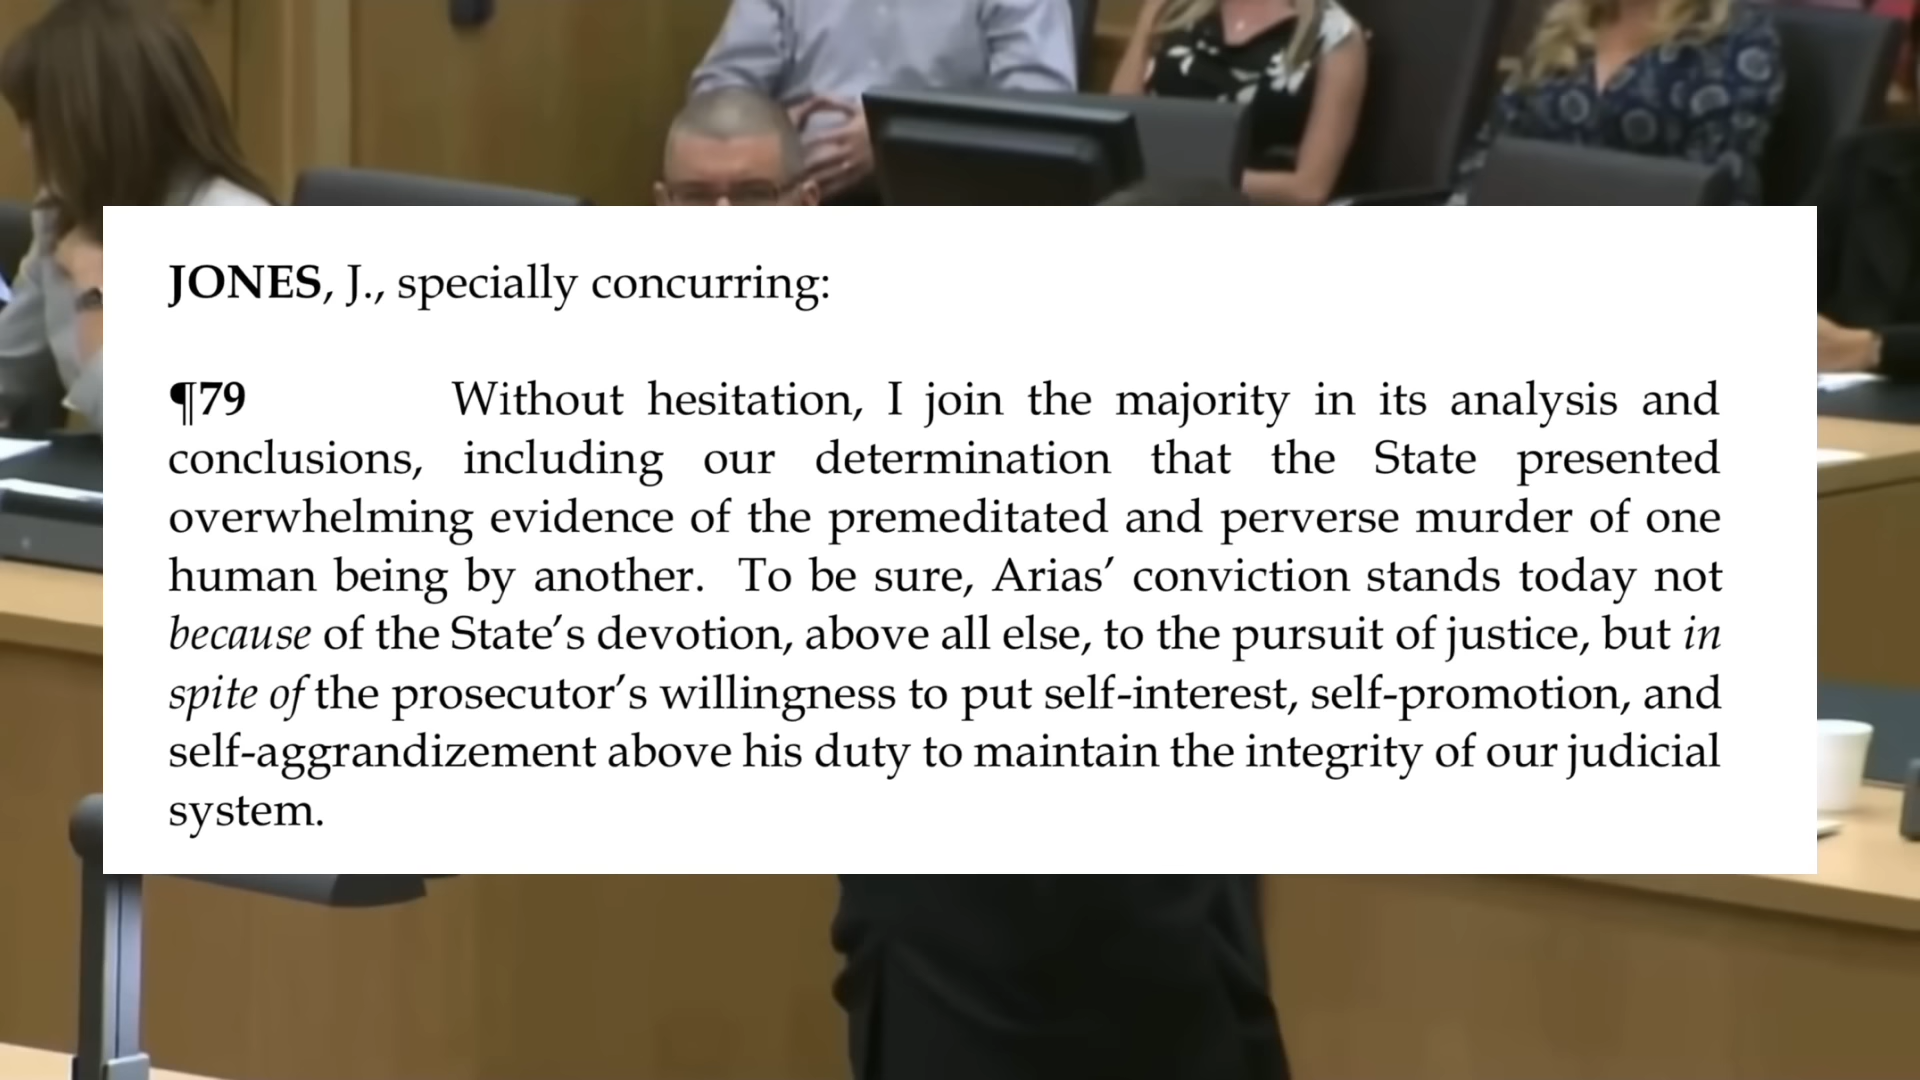 JONES, J., specially concurring:
¶79 Without hesitation, I join the majority in its analysis and
conclusions, including our determination that the State presented
overwhelming evidence of the premeditated and perverse murder of one
human being by another. To be sure, Arias’ conviction stands today not
because of the State’s devotion, above all else, to the pursuit of justice, but in
spite of the prosecutor’s willingness to put self-interest, self-promotion, and
self-aggrandizement above his duty to maintain the integrity of our judicial
system.